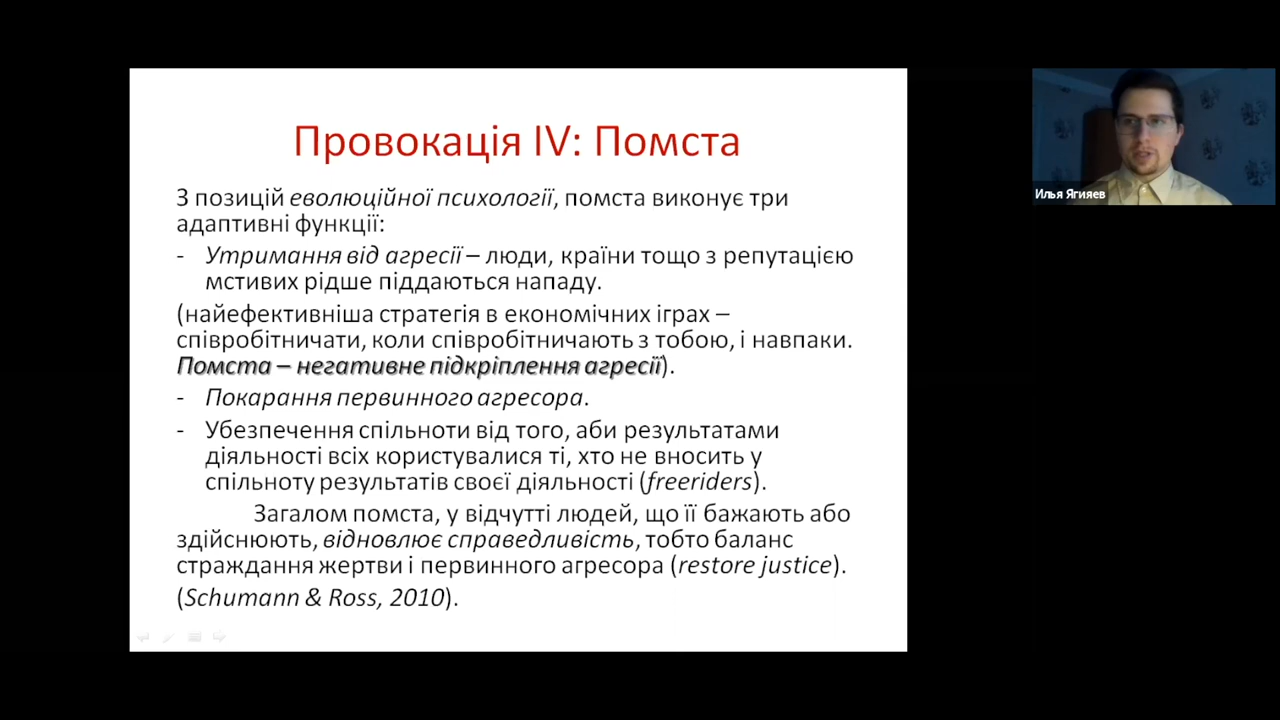 Провокація IV: Помста
З позицій еволюційної психології, помста виконує три
адаптивні функції:
- Утримання від агресії – люди, країни тощо з репутацією
мстивих рідше піддаються нападу.
(найефективніша стратегія в економічних іграх –
співробітничати, коли співробітничають з тобою, і навпаки.
Помста – негативне підкріплення агресії).
- Покарання первинного агресора.
- Убезпечення спільноти від того, аби результатами
діяльності всіх користувалися ті, хто не вносить у
спільноту результатів своєї діяльності (freeriders).
Загалом помста, у відчутті людей, що її бажають або
здійснюють, відновлює справедливість, тобто баланс
страждання жертви і первинного агресора (restore justice).
(Schumann & Ross, 2010).
Илья Ягияев